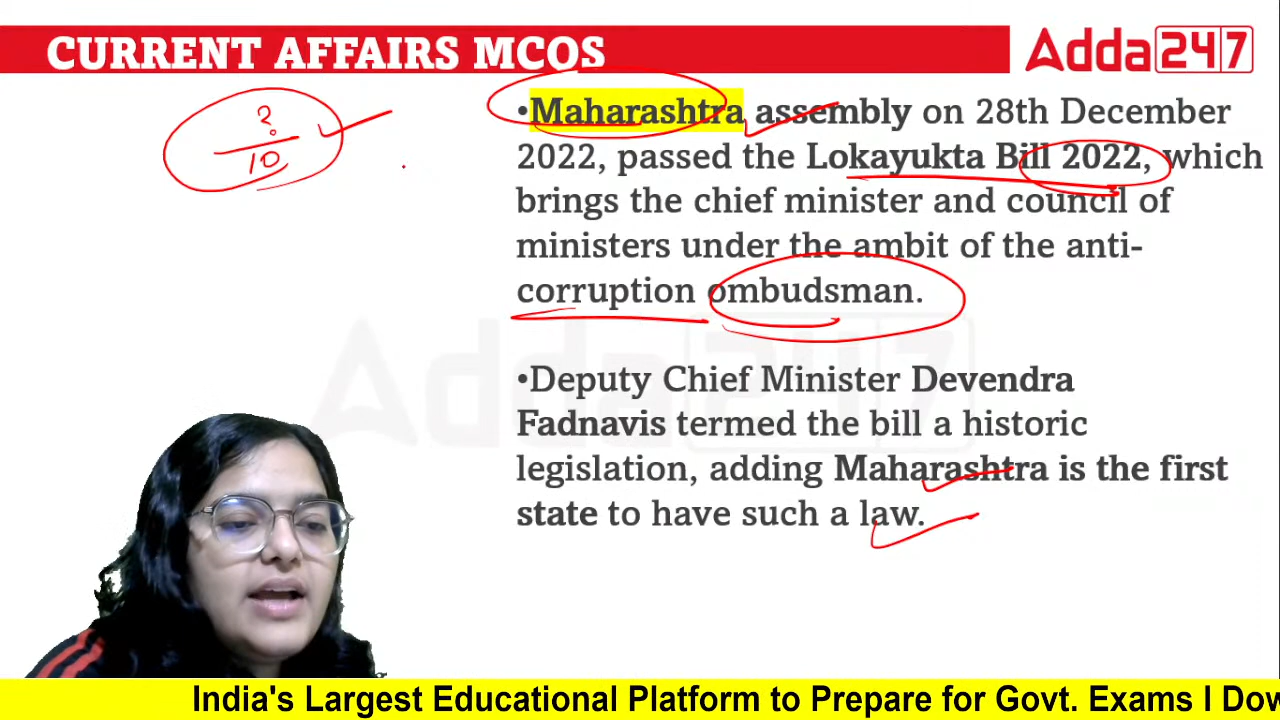 CURRENT AFFAIRS MCQS
Adda247
?
10
•Maharashtra assembly on 28th December
2022, passed the Lokayukta Bill 2022, which
brings the chief minister and council of
ministers under the ambit of the anti-
corruption ombudsman.
Adda247
•Deputy Chief Minister Devendra
Fadnavis termed the bill a historic
legislation, adding Maharashtra is the first
state to have such a law.
India's Largest Educational Platform to Prepare for Govt. Exams I Dow